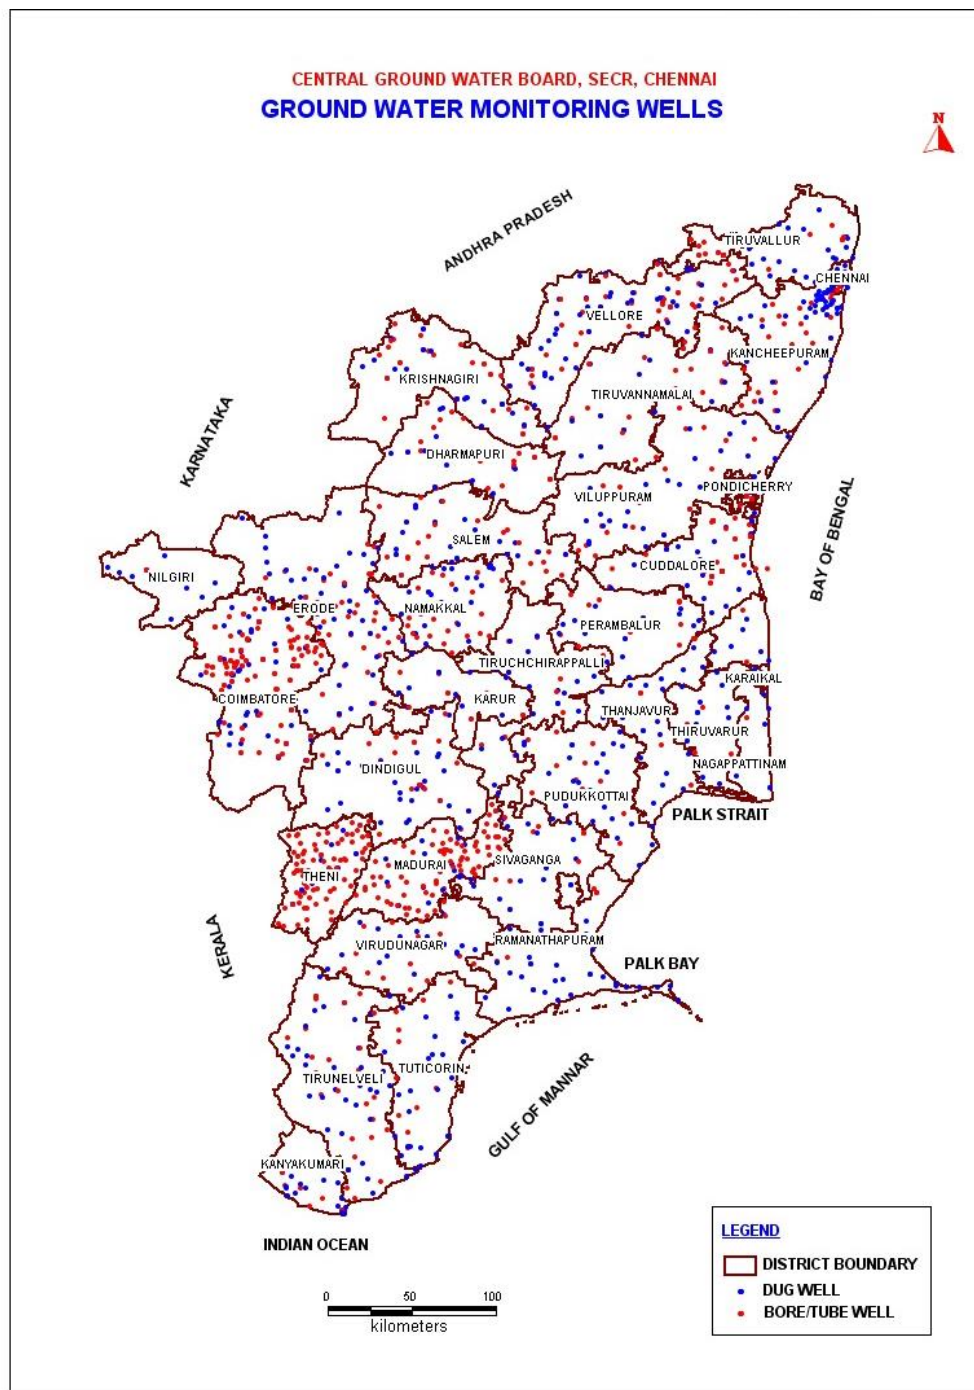 CENTRAL GROUND WATER BOARD, SECR, CHENNAI
GROUND WATER MONITORING WELLS
N
ANDHRA PRADESH
TIRUVALLUR
CHENNAI
VELLORE
KANCHEEPURAM
KRISHNAGIRI
TIRUVANNAMALAI
KARNATAKA
DHARMAPURI
PONDICHERRY
VILUPPURAM
BAY OF BENGAL
SALEM
CUDDALORE
NILGIRI
ERODE
NAMAKKAL
PERAMBALUR
TIRUCHCHIRAPPALLI
KARAIKAL
COIMBATORE
KARUR
THANJAVUR
THIRUVARUR
NAGAPPATTINAM
DINDIGUL
PUDUKKOTTAI
PALK STRAIT
MADURAI
SIVAGANGA
THENI
KERALA
VIRUDUNAGAR
RAMANATHAPURAM
PALK BAY
TIRUNELVELI
TUTICORIN
GULF OF MANNAR
KANYAKUMARI
INDIAN OCEAN
LEGEND
DISTRICT BOUNDARY
DUG WELL
BORE/TUBE WELL
0 50 100
kilometers